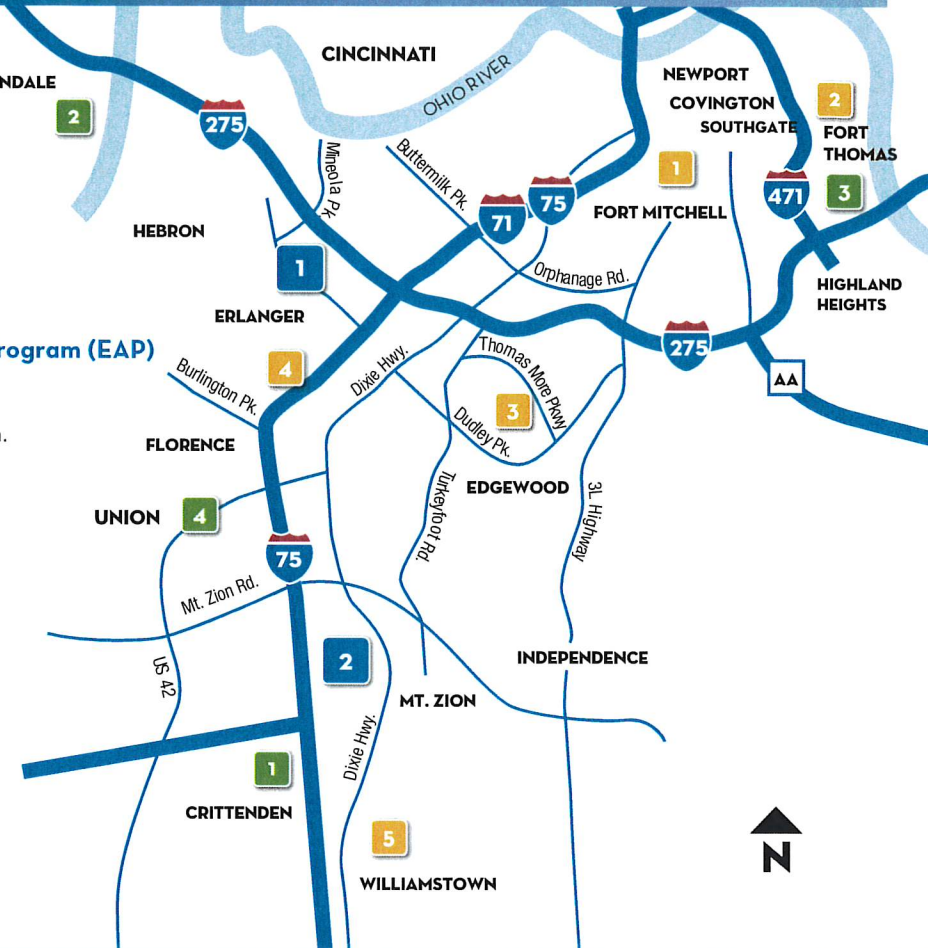 CINCINNATI
OHIO RIVER
NEWPORT
NDALE
COVINGTON
2
2
SOUTHGATE
275
FORT
THOMAS
Mineola Pk.
Buttermilk Pk.
1
471
3
71
75
FORT MITCHELL
HEBRON
1
Orphanage Rd.
HIGHLAND
HEIGHTS
ERLANGER
275
rogram (EAP)
Thomas More Pkwy
Dixie Hwy.
4
AA
Burlington Pk.
3
Dudley Pk.
FLORENCE
EDGEWOOD
Turkeyfoot Rd.
3L Highway
UNION
4
75
Mt. Zion Rd.
US 42
2
INDEPENDENCE
MT. ZION
Dixie Hwy.
1
CRITTENDEN
5
N
WILLIAMSTOWN